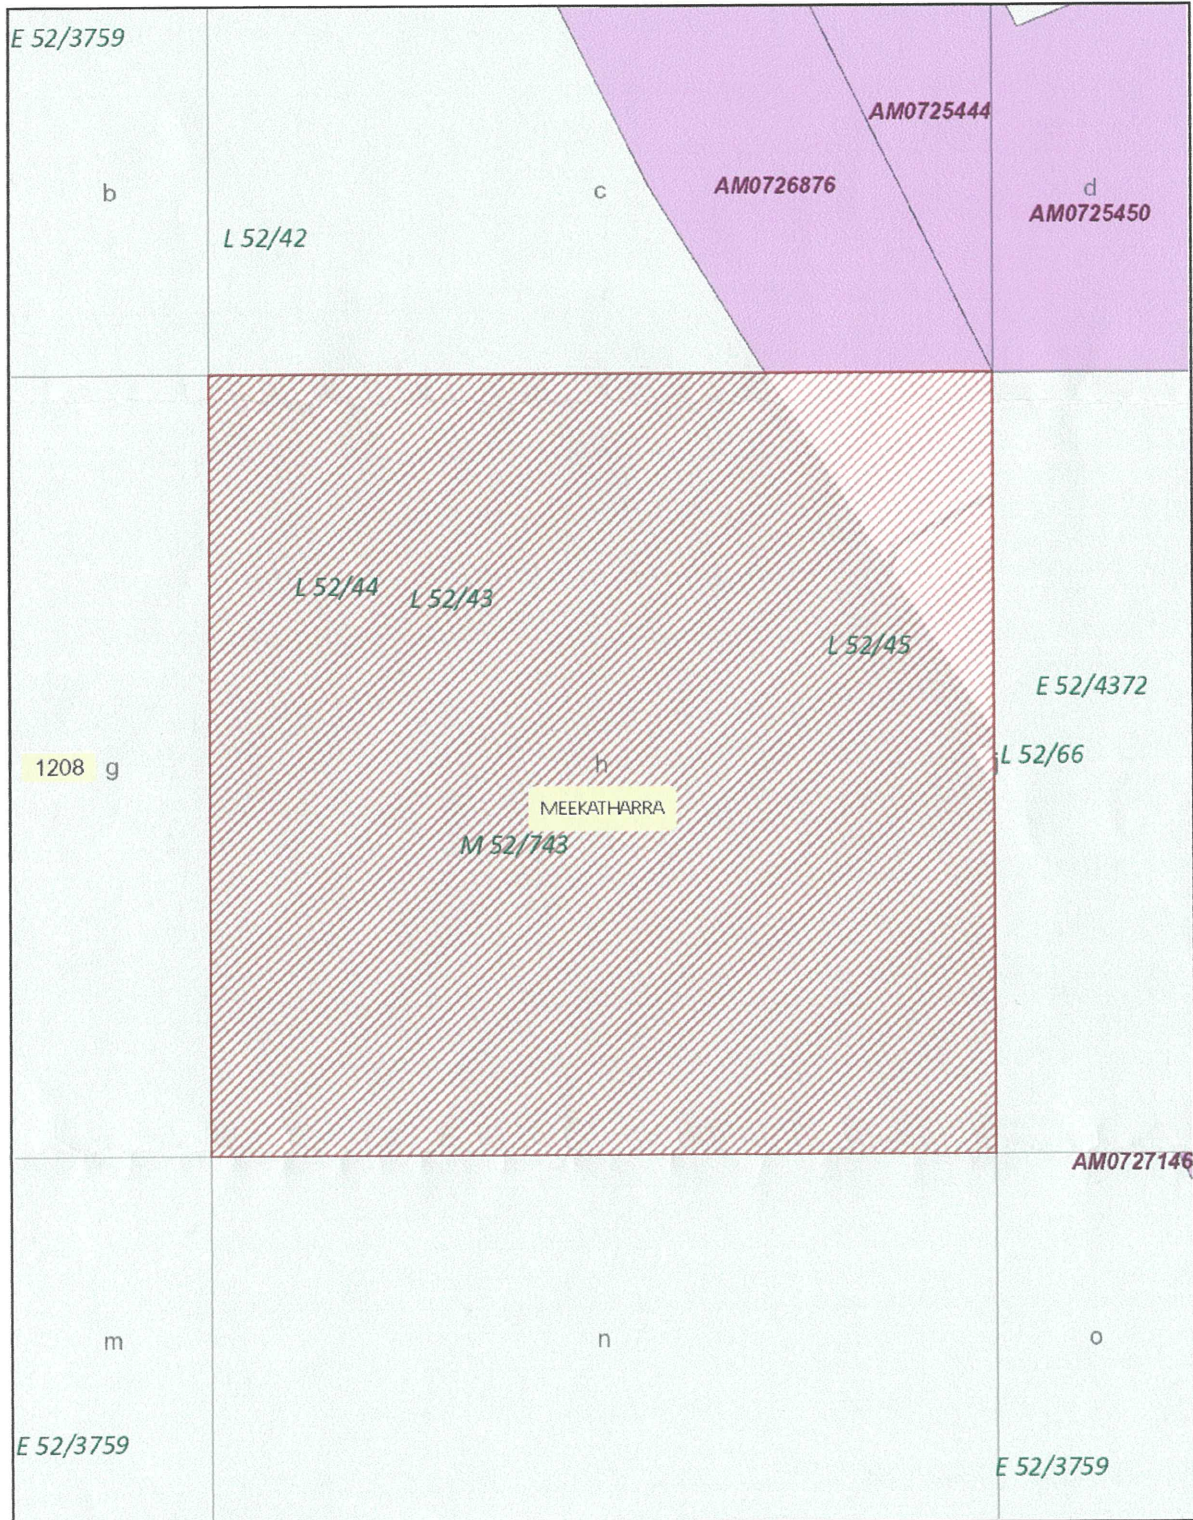 E 52/3759
AM0725444
AM0726876
b
c
d
AM0725450
L 52/42
L 52/44
L 52/43
L 52/45
E 52/4372
L 52/66
1208 g
h
j
MEEKATHARRA
M 52/743
AM0727146
m
n
o
E 52/3759
E 52/3759